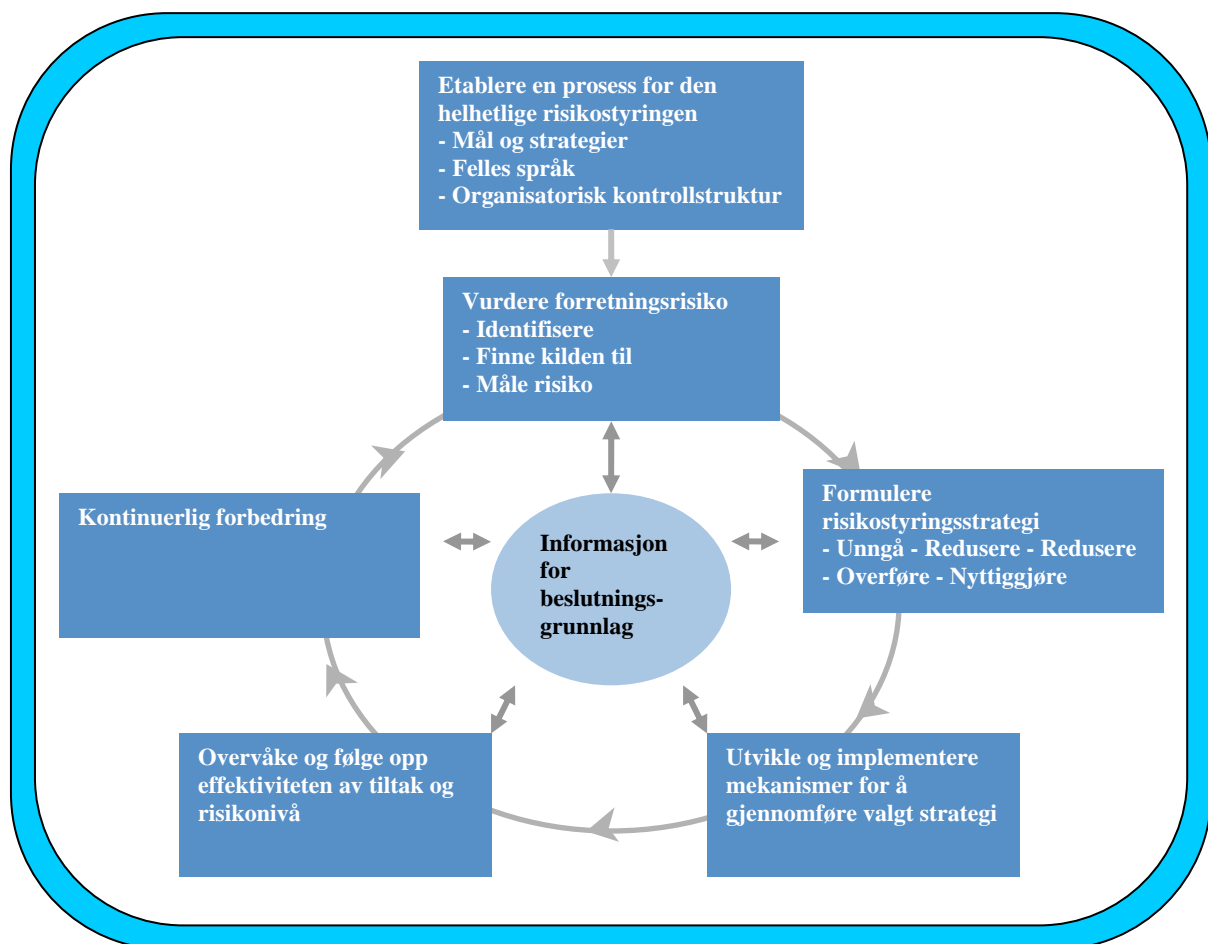 Etablere en prosess for den
helhetlige risikostyringen
- Mål og strategier
- Felles språk
- Organisatorisk kontrollstruktur
Vurdere forretningsrisiko
- Identifisere
- Finne kilden til
- Måle risiko
Formulere
risikostyringsstrategi
- Unngå - Redusere - Redusere
- Overføre - Nyttiggjøre
Kontinuerlig forbedring
Informasjon
for
beslutnings-
grunnlag
Utvikle og implementere
mekanismer for å
gjennomføre valgt strategi
Overvåke og følge opp
effektiviteten av tiltak og
risikonivå